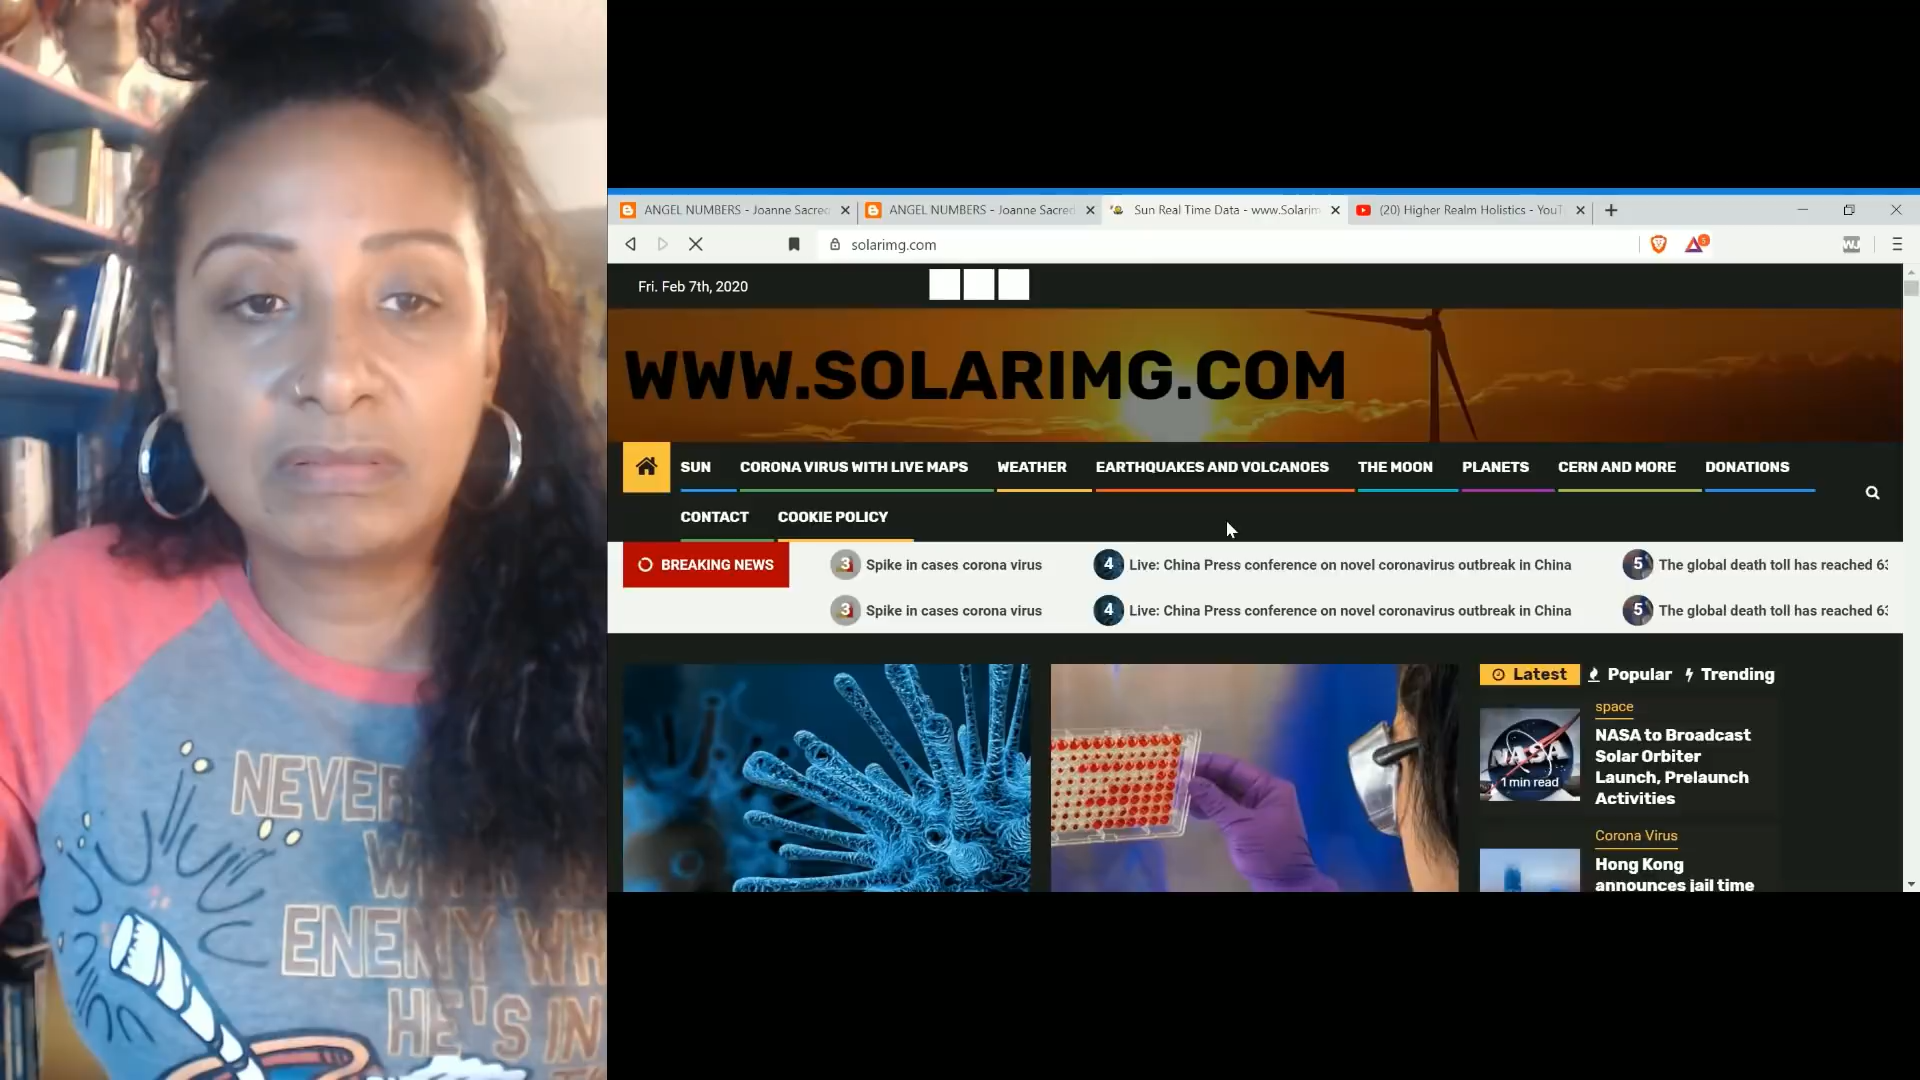 ANGEL NUMBERS - Joanne Sacred
ANGEL NUMBERS - Joanne Sacred
Sun Real Time Data - www.Solarim
(20) Higher Realm Holistics - YouT
solarimg.com
5
WJ
Fri. Feb 7th, 2020
WWW.SOLARIMG.COM
SUN
CORONA VIRUS WITH LIVE MAPS
WEATHER
EARTHQUAKES AND VOLCANOES
THE MOON
PLANETS
CERN AND MORE
DONATIONS
CONTACT
COOKIE POLICY
BREAKING NEWS
3 Spike in cases corona virus
4 Live: China Press conference on novel coronavirus outbreak in China
5 The global death toll has reached 63
3 Spike in cases corona virus
4 Live: China Press conference on novel coronavirus outbreak in China
5 The global death toll has reached 63
Latest
Popular
Trending
space
NASA to Broadcast
Solar Orbiter
Launch, Prelaunch
Activities
NASA
1 min read
Corona Virus
Hong Kong
announces jail time
NEVER
ENEMY WH
HE'S IN